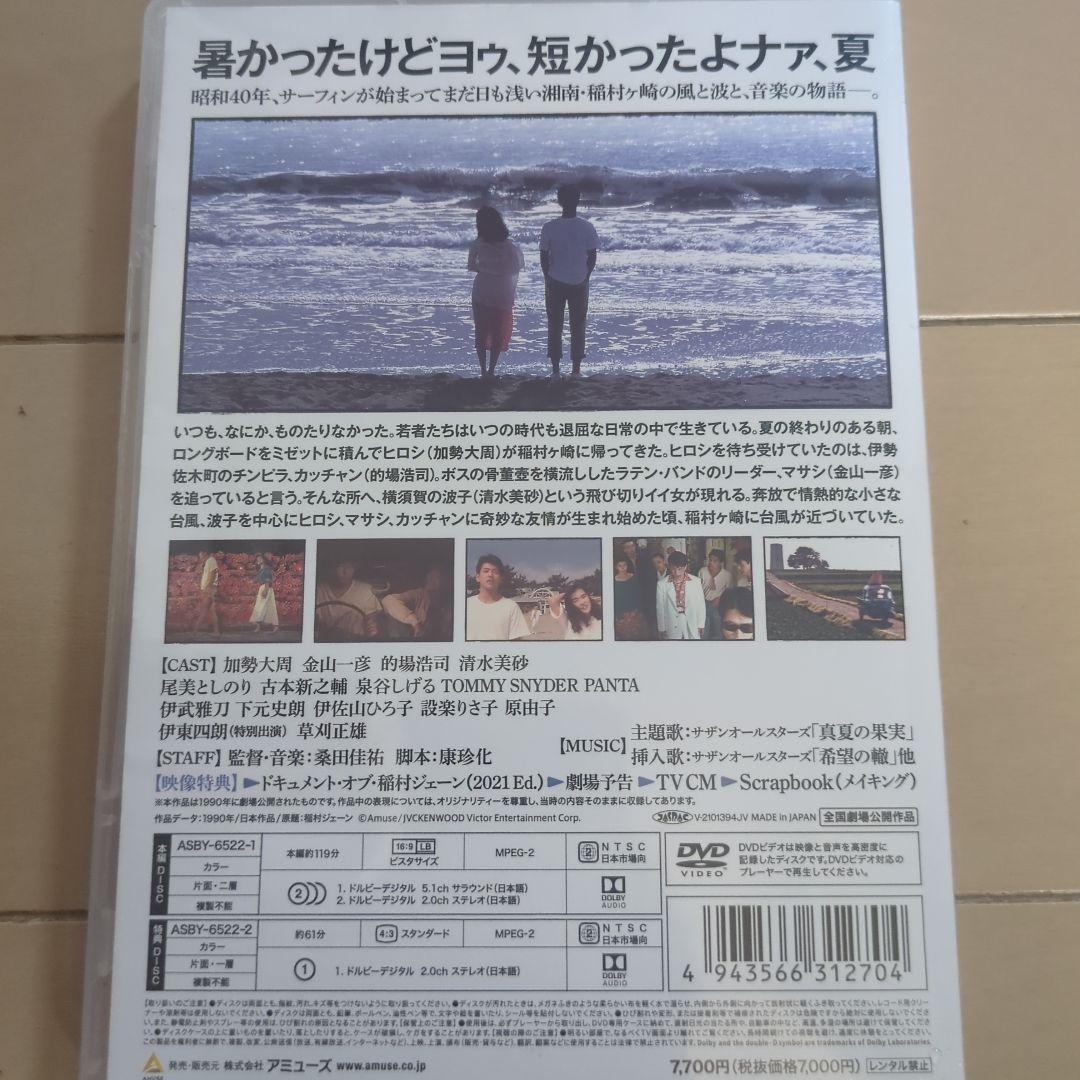 暑かったけどヨゥ、短かったよナァ、夏
昭和40年、サーフィンが始まってまだ日も浅い湘南・稲村ヶ崎の風と波と、音楽の物語―。
いつも、なにか、ものたりなかった。若者たちはいつの時代も退屈な日常の中で生きている。夏の終わりのある朝、
ロングボードをミゼットに積んでヒロシ(加勢大周)が稲村ヶ崎に帰ってきた。ヒロシを待ち受けていたのは、伊勢
佐木町のチンピラ、カッチャン(的場浩司)。ボスの骨董壺を横流ししたラテン・バンドのリーダー、マサシ(金山一彦)
を追っていると言う。そんな所へ、横須賀の波子(清水美砂)という飛び切りイイ女が現れる。奔放で情熱的な小さな
台風、波子を中心にヒロシ、マサシ、カッチャンに奇妙な友情が生まれ始めた頃、稲村ヶ崎に台風が近づいていた。
【CAST】加勢大周 金山一彦 的場浩司 清水美砂
尾美としのり 古本新之輔 泉谷しげる TOMMY SNYDER PANTA
伊武雅刀 下元史朗 伊佐山ひろ子 設楽りさ子 原由子
伊東四朗(特別出演) 草刈正雄
【STAFF】監督・音楽:桑田佳祐 脚本:康珍化
【MUSIC】
主題歌:サザンオールスターズ「真夏の果実」
挿入歌:サザンオールスターズ「希望の轍」他
【映像特典】▶ドキュメント・オブ・稲村ジェーン(2021 Ed.)▶劇場予告▶TV CM▶Scrapbook(メイキング)
※本作品は1990年に劇場公開されたものです。作品中の表現については、オリジナリティーを尊重し、当時の内容そのままに収録してあります。
作品データ:1990年/日本作品/原題:稲村ジェーン ©Amuse/JVCKENWOOD Victor Entertainment Corp.
JASRAC V-2101394JV MADE in JAPAN 全国劇場公開作品
本編DISC
ASBY-6522-1 本編約119分 16:9 LB ビスタサイズ MPEG-2 2 NTSC 日本市場向
カラー
片面・二層
複製不能
2 1. ドルビーデジタル 5.1ch サラウンド(日本語)
2. ドルビーデジタル 2.0ch ステレオ(日本語)
DOLBY AUDIO
特典DISC
ASBY-6522-2 約61分 4:3 スタンダード MPEG-2 2 NTSC 日本市場向
カラー
片面・一層
複製不能
1 1. ドルビーデジタル 2.0ch ステレオ(日本語)
DOLBY AUDIO
DVD VIDEO
DVDビデオは映像と音声を高密度に
記録したディスクです。DVDビデオ対応の
プレーヤーで再生してください。
4 943566 312704
Dolby and the double-D symbol are trademarks of Dolby Laboratories
AMUSE
発売・販売元 株式会社アミューズ www.amuse.co.jp
7,700円(税抜価格7,000円) レンタル禁止